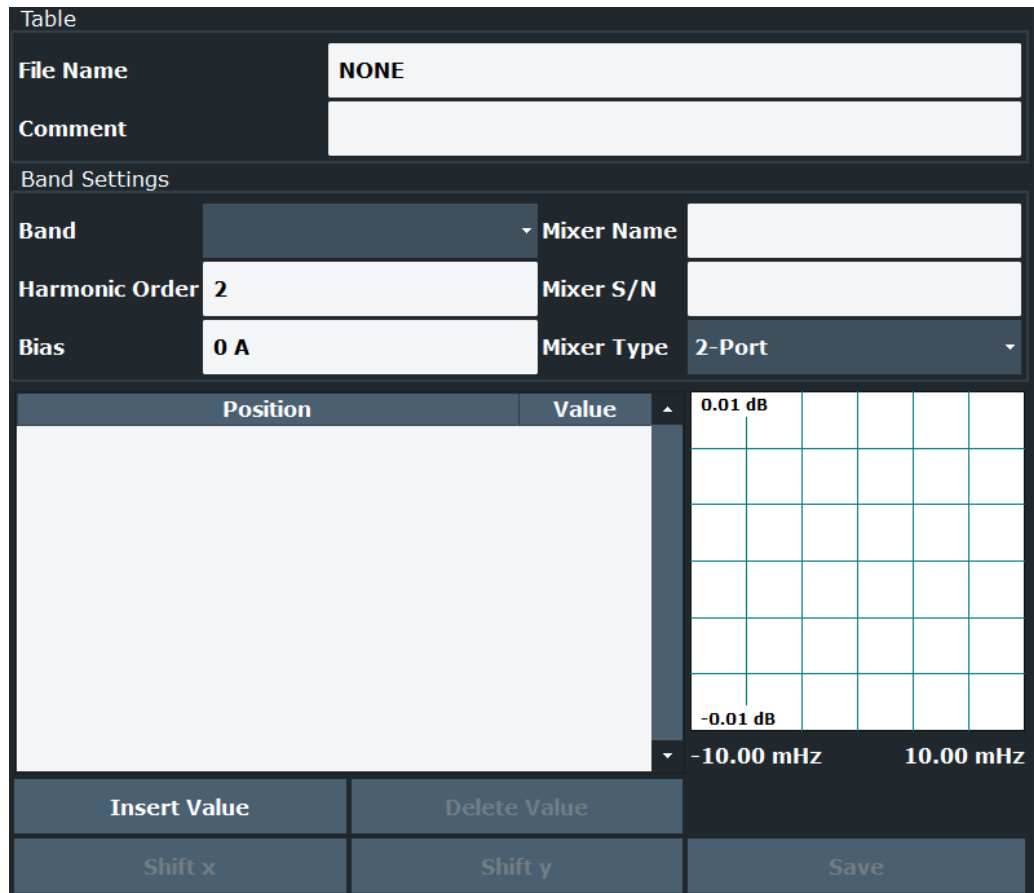 Table
File Name NONE
Comment
Band Settings
Band Mixer Name
Harmonic Order 2 Mixer S/N
Bias 0 A Mixer Type 2-Port
Position Value
0.01 dB
-0.01 dB
-10.00 mHz 10.00 mHz
Insert Value Delete Value
Shift x Shift y Save